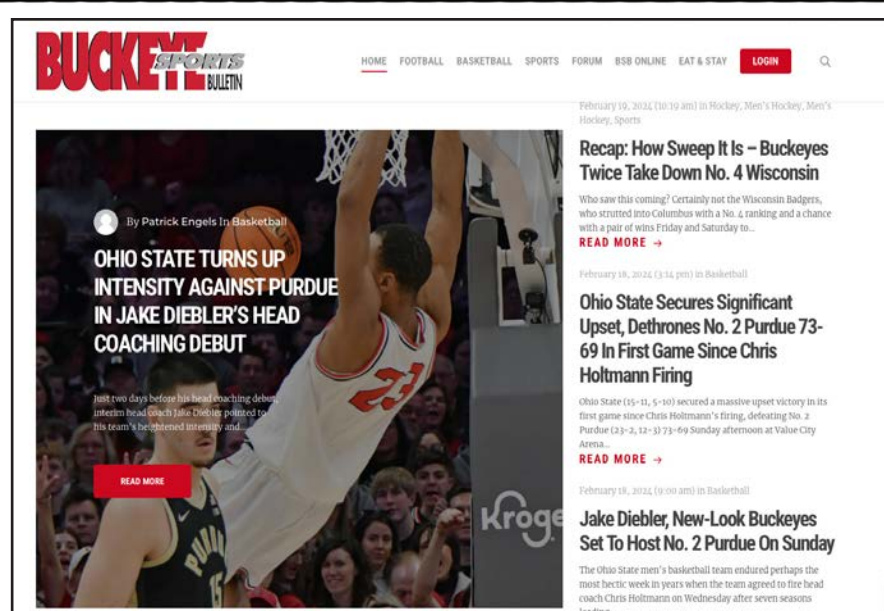 BUCKEYE
SPORTS
BULLETIN
HOME FOOTBALL BASKETBALL SPORTS FORUM BSB ONLINE EAT & STAY LOGIN
By Patrick Engels In Basketball
OHIO STATE TURNS UP
INTENSITY AGAINST PURDUE
IN JAKE DIEBLER'S HEAD
COACHING DEBUT
Just two days before his head coaching debut,
interim head coach Jake Diebler pointed to
his team's heightened intensity and...
READ MORE
23
PURDUE
15
Kroge
February 19, 2024 (10:19 am) in Hockey, Men's Hockey, Men's
Hockey, Sports
Recap: How Sweep It Is – Buckeyes
Twice Take Down No. 4 Wisconsin
Who saw this coming? Certainly not the Wisconsin Badgers,
who strutted into Columbus with a No. 4 ranking and a chance
with a pair of wins Friday and Saturday to...
READ MORE →
February 18, 2024 (3:14 pm) in Basketball
Ohio State Secures Significant
Upset, Dethrones No. 2 Purdue 73-
69 In First Game Since Chris
Holtmann Firing
Ohio State (15-11, 5-10) secured a massive upset victory in its
first game since Chris Holtmann's firing, defeating No. 2
Purdue (23-2, 12-3) 73-69 Sunday afternoon at Value City
Arena...
READ MORE →
February 18, 2024 (9:00 am) in Basketball
Jake Diebler, New-Look Buckeyes
Set To Host No. 2 Purdue On Sunday
The Ohio State men's basketball team endured perhaps the
most hectic week in years when the team agreed to fire head
coach Chris Holtmann on Wednesday after seven seasons
leading